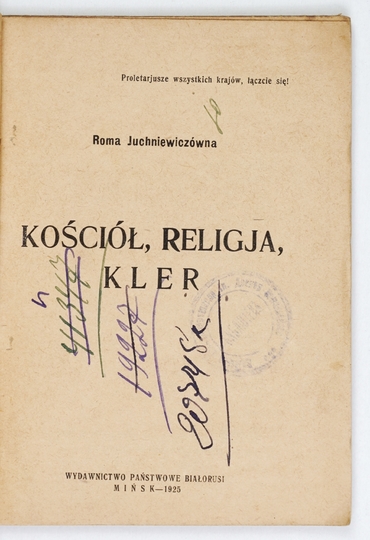 Proletarjusze wszystkich krajów, łączcie się!
Roma Juchniewiczówna
KOŚCIÓŁ, RELIGJA,
KLER
WYDAWNICTWO PAŃSTWOWE BIAŁORUSI
MIŃSK—1925